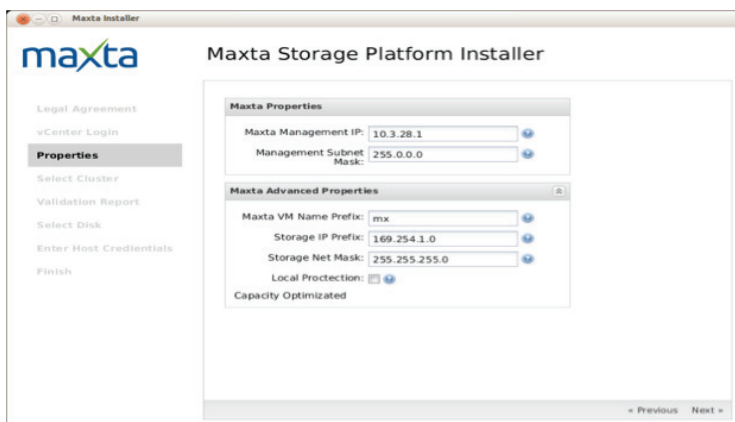 Maxta Installer
maxta
Maxta Storage Platform Installer
Legal Agreement
vCenter Login
Properties
Select Cluster
Validation Report
Select Disk
Enter Host Credientials
Finish
Maxta Properties
Maxta Management IP: 10.3.28.1
Management Subnet
Mask: 255.0.0.0
Maxta Advanced Properties
Maxta VM Name Prefix: mx
Storage IP Prefix: 169.254.1.0
Storage Net Mask: 255.255.255.0
Local Proctection:
Capacity Optimizated
« Previous Next »